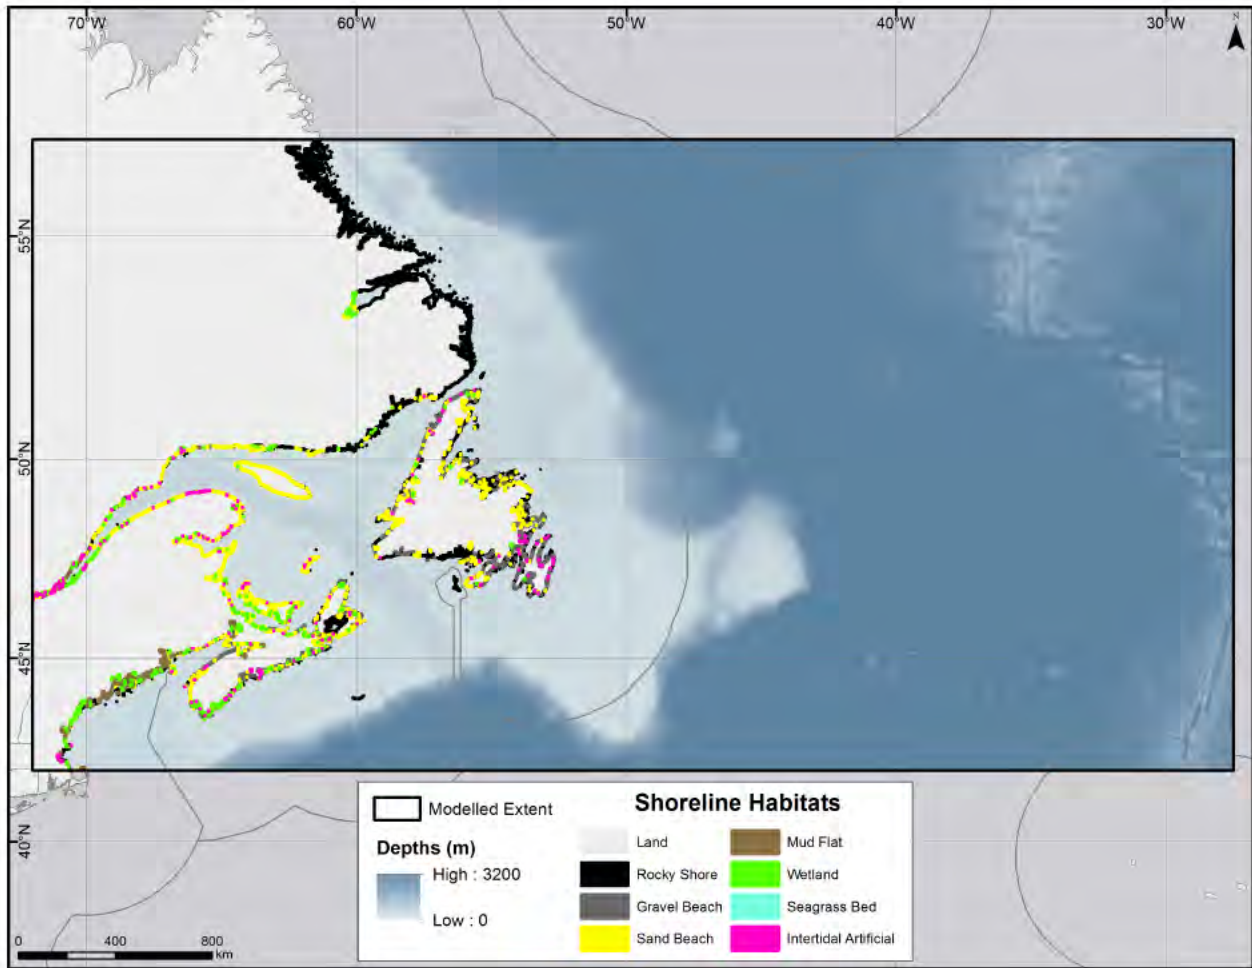 70°W 60°W 50°W 40°W 30°W
N
55°N
50°N
45°N
40°N
Modelled Extent
Depths (m)
High : 3200
Low : 0
Shoreline Habitats
Land
Rocky Shore
Gravel Beach
Sand Beach
Mud Flat
Wetland
Seagrass Bed
Intertidal Artificial
0 400 800
km